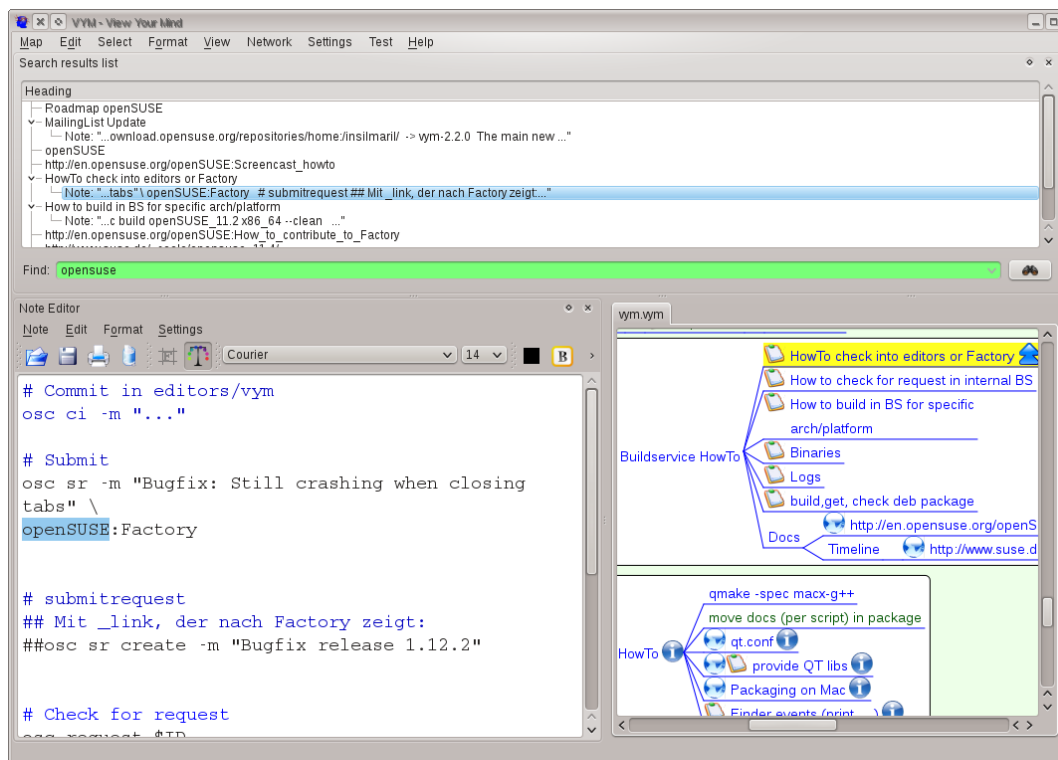 VYM - View Your Mind
Map Edit Select Format View Network Settings Test Help
Search results list
Heading
Roadmap openSUSE
MailingList Update
Note: "...ownload.opensuse.org/repositories/home:/insilmaril/ -> vym-2.2.0 The main new ..."
openSUSE
http://en.opensuse.org/openSUSE:Screencast_howto
HowTo check into editors or Factory
Note: "...tabs" \ openSUSE:Factory # submitrequest ## Mit _link, der nach Factory zeigt:..."
How to build in BS for specific arch/platform
Note: "...c build openSUSE_11.2 x86_64 --clean ..."
http://en.opensuse.org/openSUSE:How_to_contribute_to_Factory
Find: opensuse
Note Editor
Note Edit Format Settings
Courier 14 B
# Commit in editors/vym
osc ci -m "..."
# Submit
osc sr -m "Bugfix: Still crashing when closing
tabs" \
openSUSE:Factory
# submitrequest
## Mit _link, der nach Factory zeigt:
##osc sr create -m "Bugfix release 1.12.2"
# Check for request
osc request $ID
vym.vym
HowTo check into editors or Factory
How to check for request in internal BS
How to build in BS for specific
arch/platform
Buildservice HowTo
Binaries
Logs
build,get, check deb package
Docs
http://en.opensuse.org/openS
Timeline
http://www.suse.d
qmake -spec macx-g++
move docs (per script) in package
HowTo
qt.conf
provide QT libs
Packaging on Mac
Finder events (print, ...)